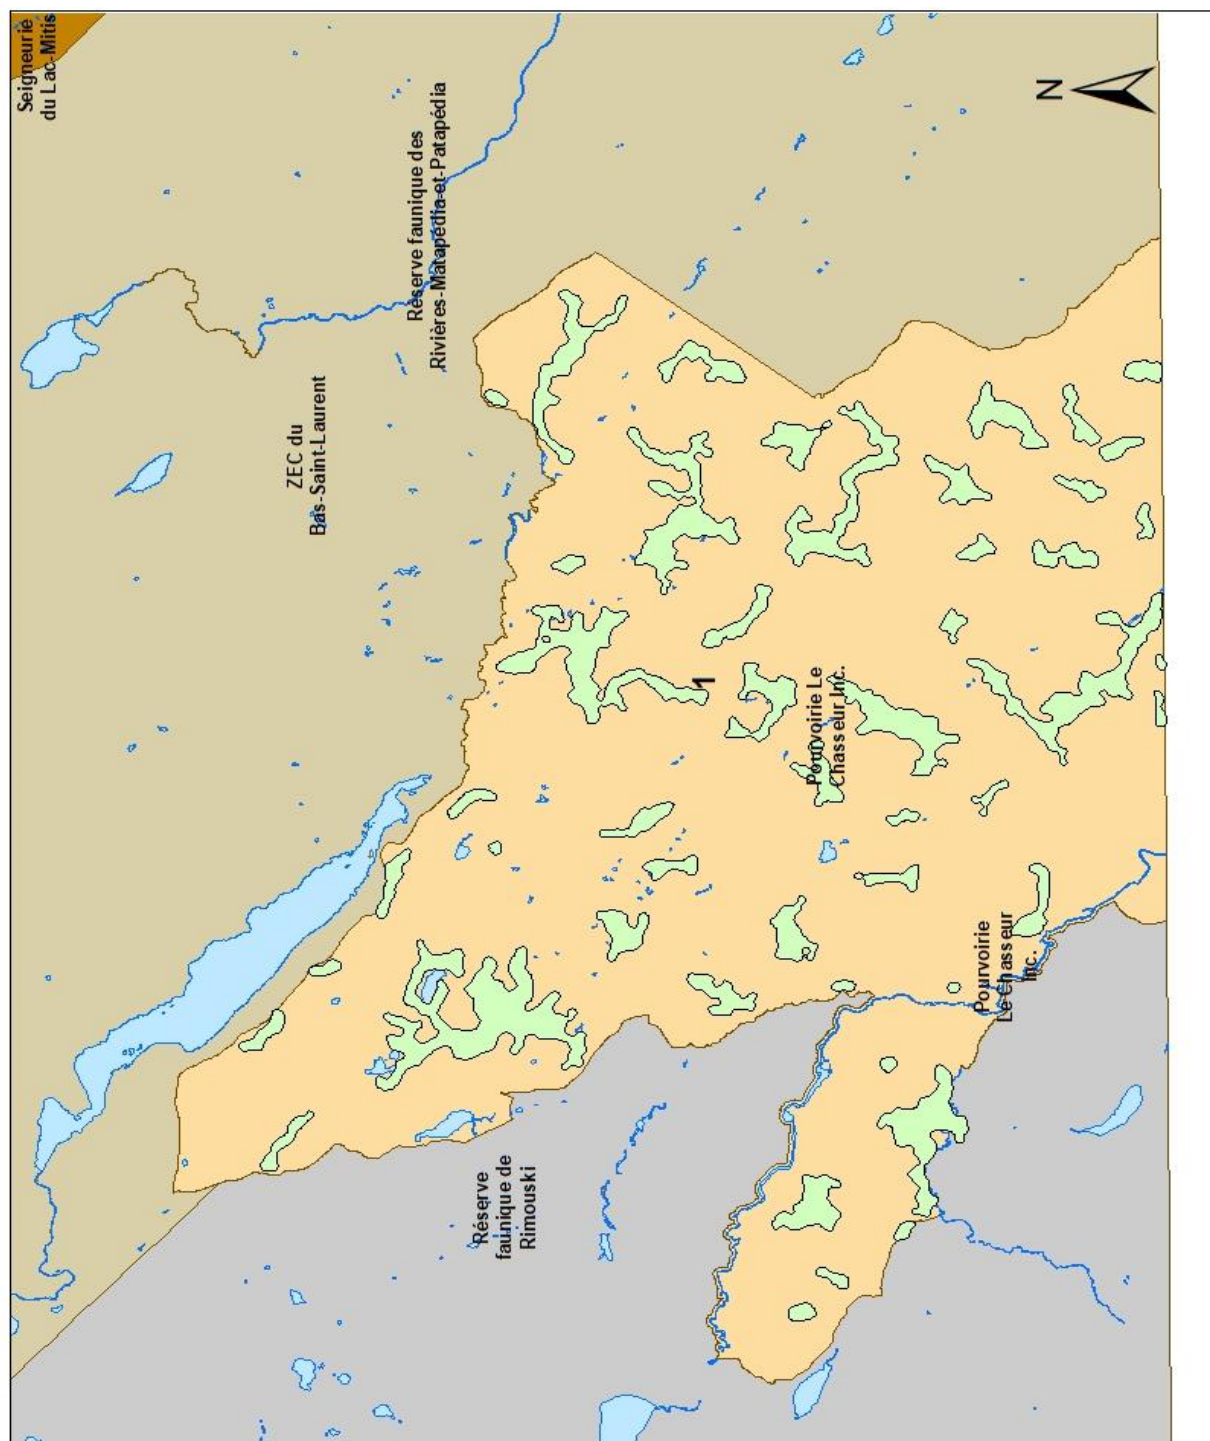 Seigneurie
du Lac-Mitis
Réserve faunique des
Rivières-Matapédia-et-Patapédia
N
ZEC du
Bas-Saint-Laurent
1
Pourvoirie Le
Chasseur Inc.
Pourvoirie
Le Chasseur
Inc.
Réserve
faunique de
Rimouski